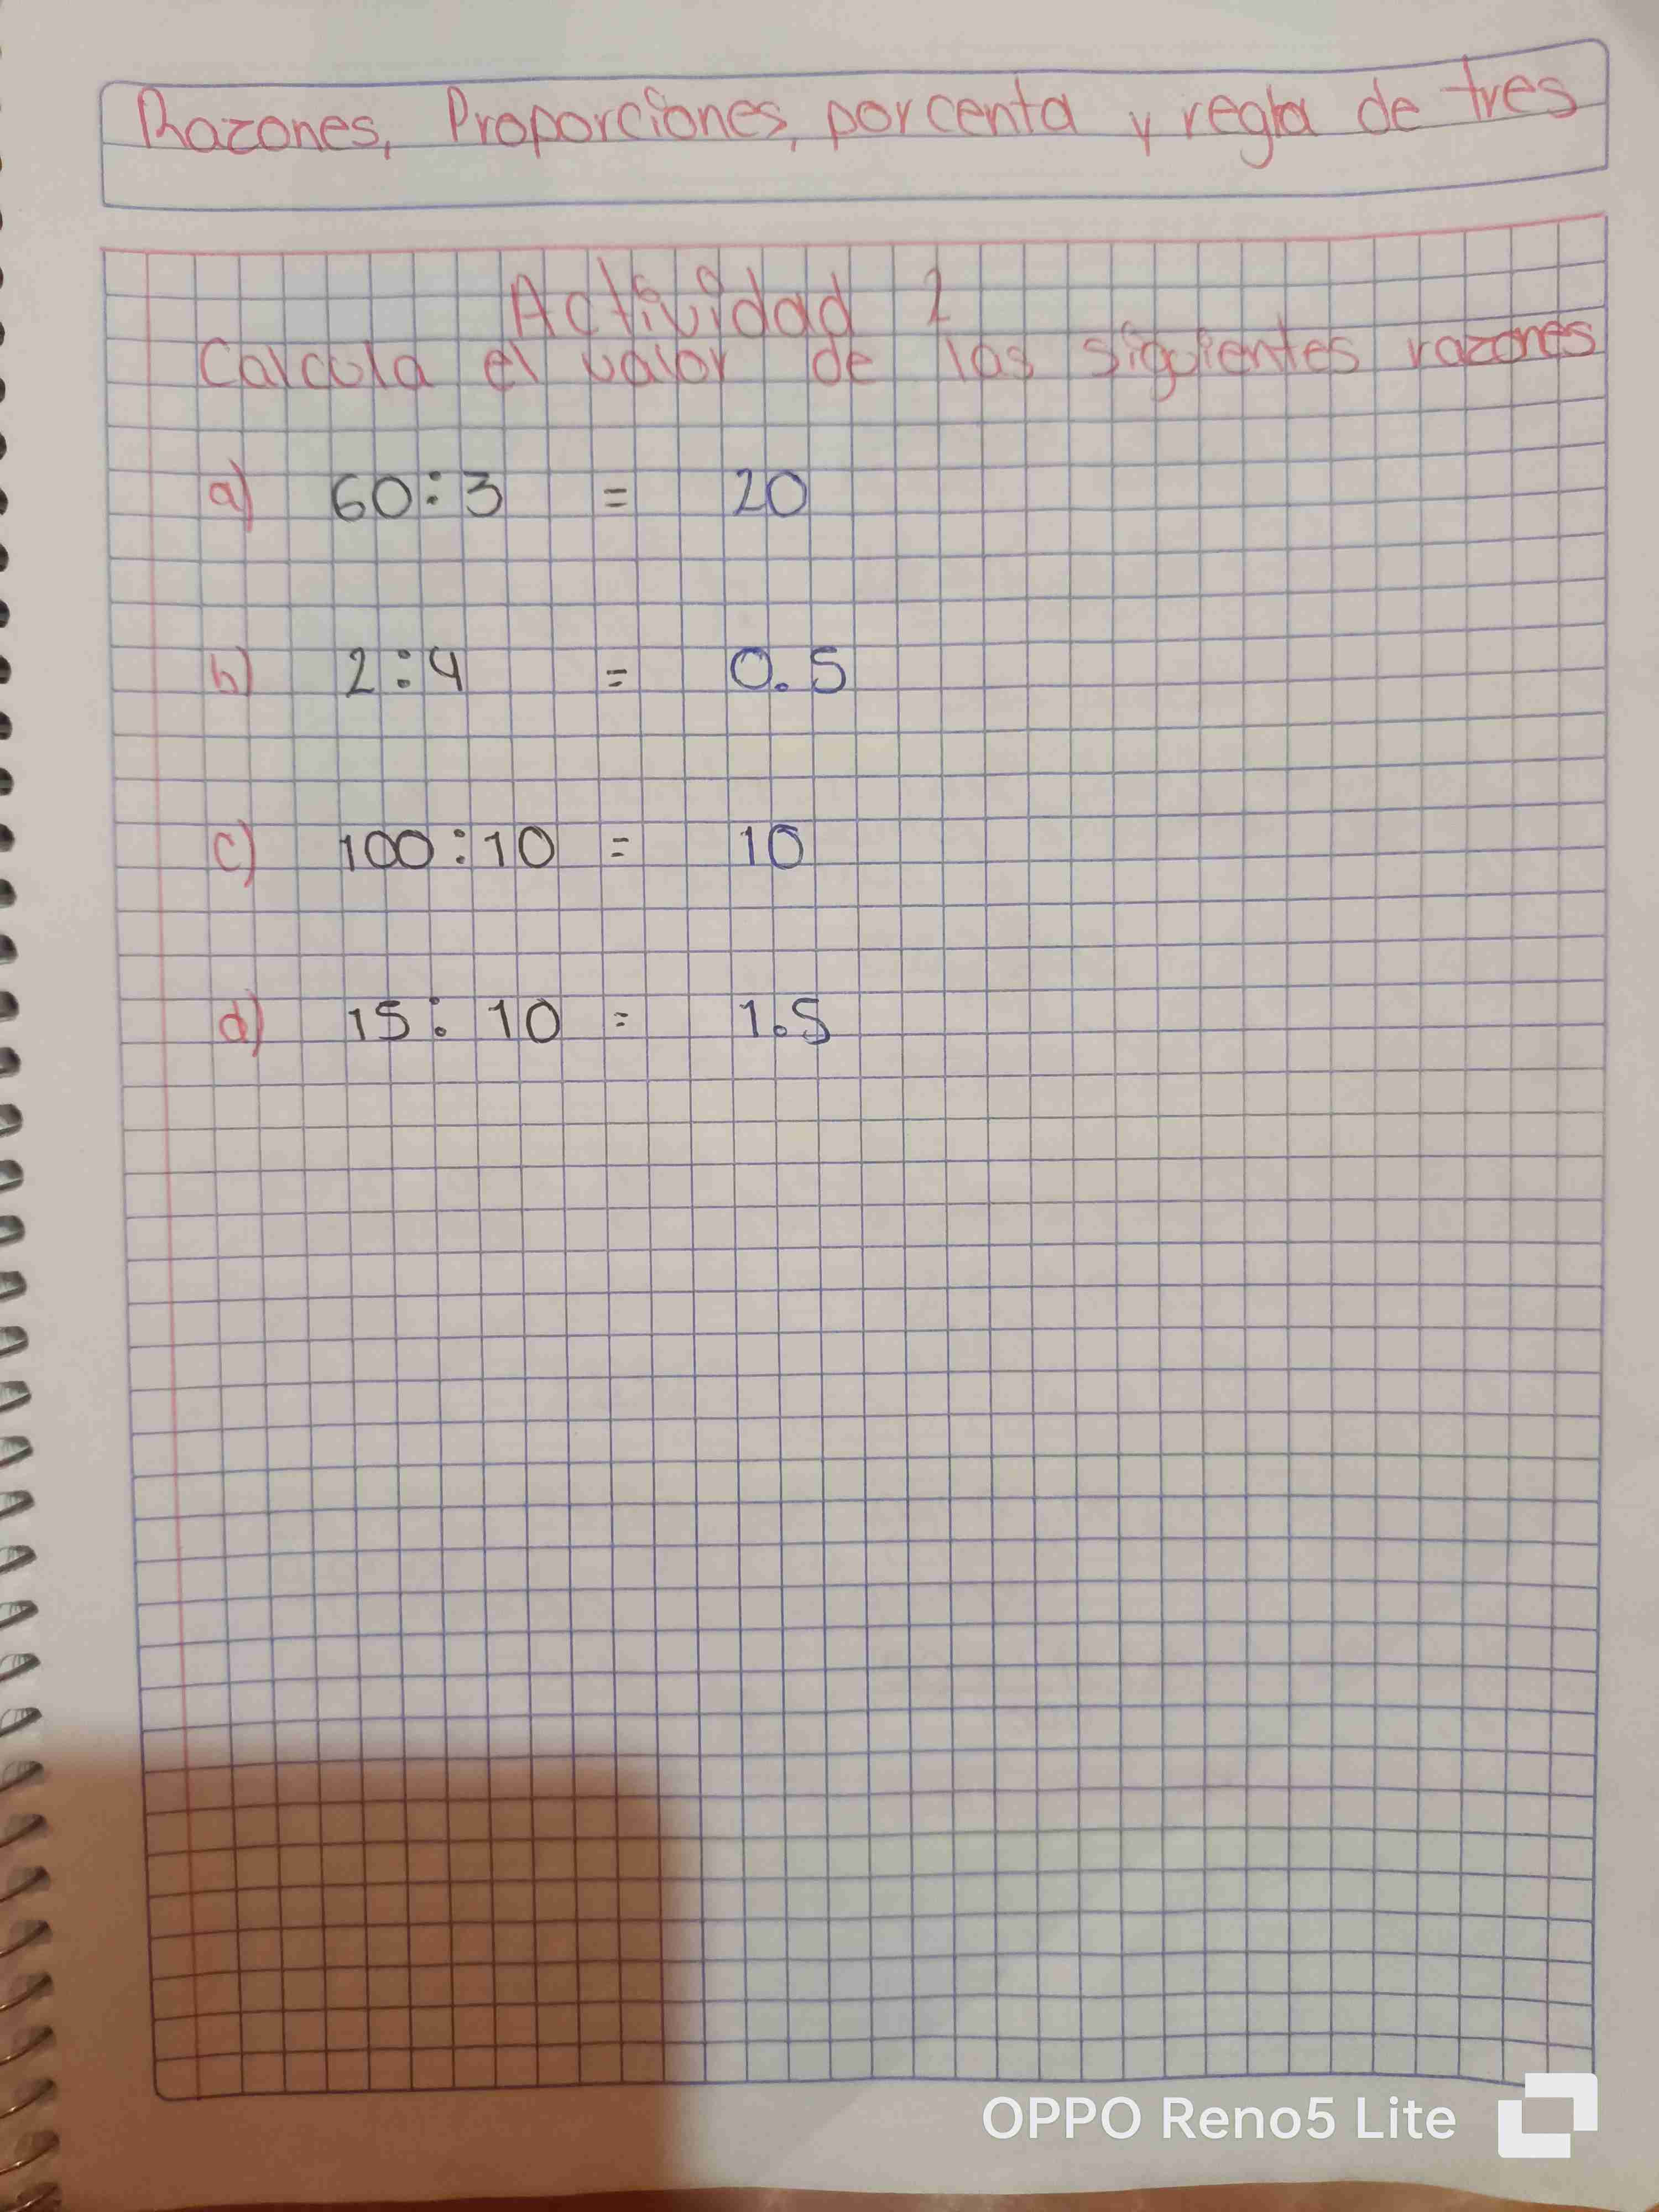 Razones, Proporciones, porcenta y regla de tres
Actividad 1
Calcula el valor de las siguientes razones
a) 60:3 = 20
b) 2:4 = 0.5
c) 100:10 = 10
d) 15:10 = 1.5
OPPO Reno5 Lite